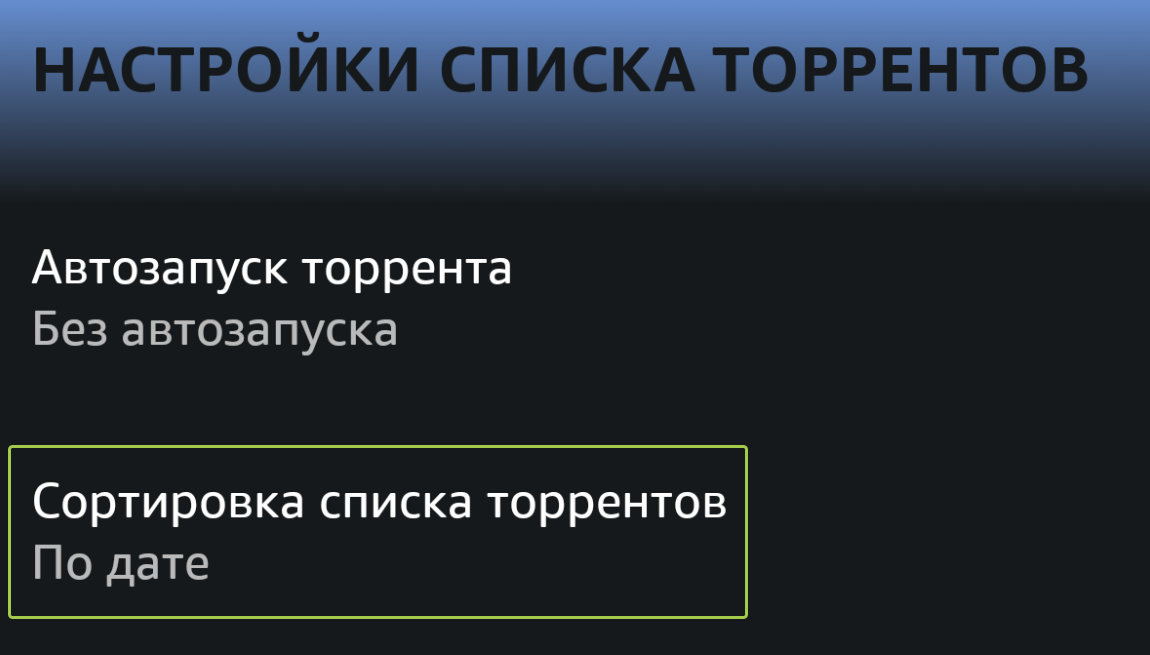 НАСТРОЙКИ СПИСКА ТОРРЕНТОВ
Автозапуск торрента
Без автозапуска
Сортировка списка торрентов
По дате